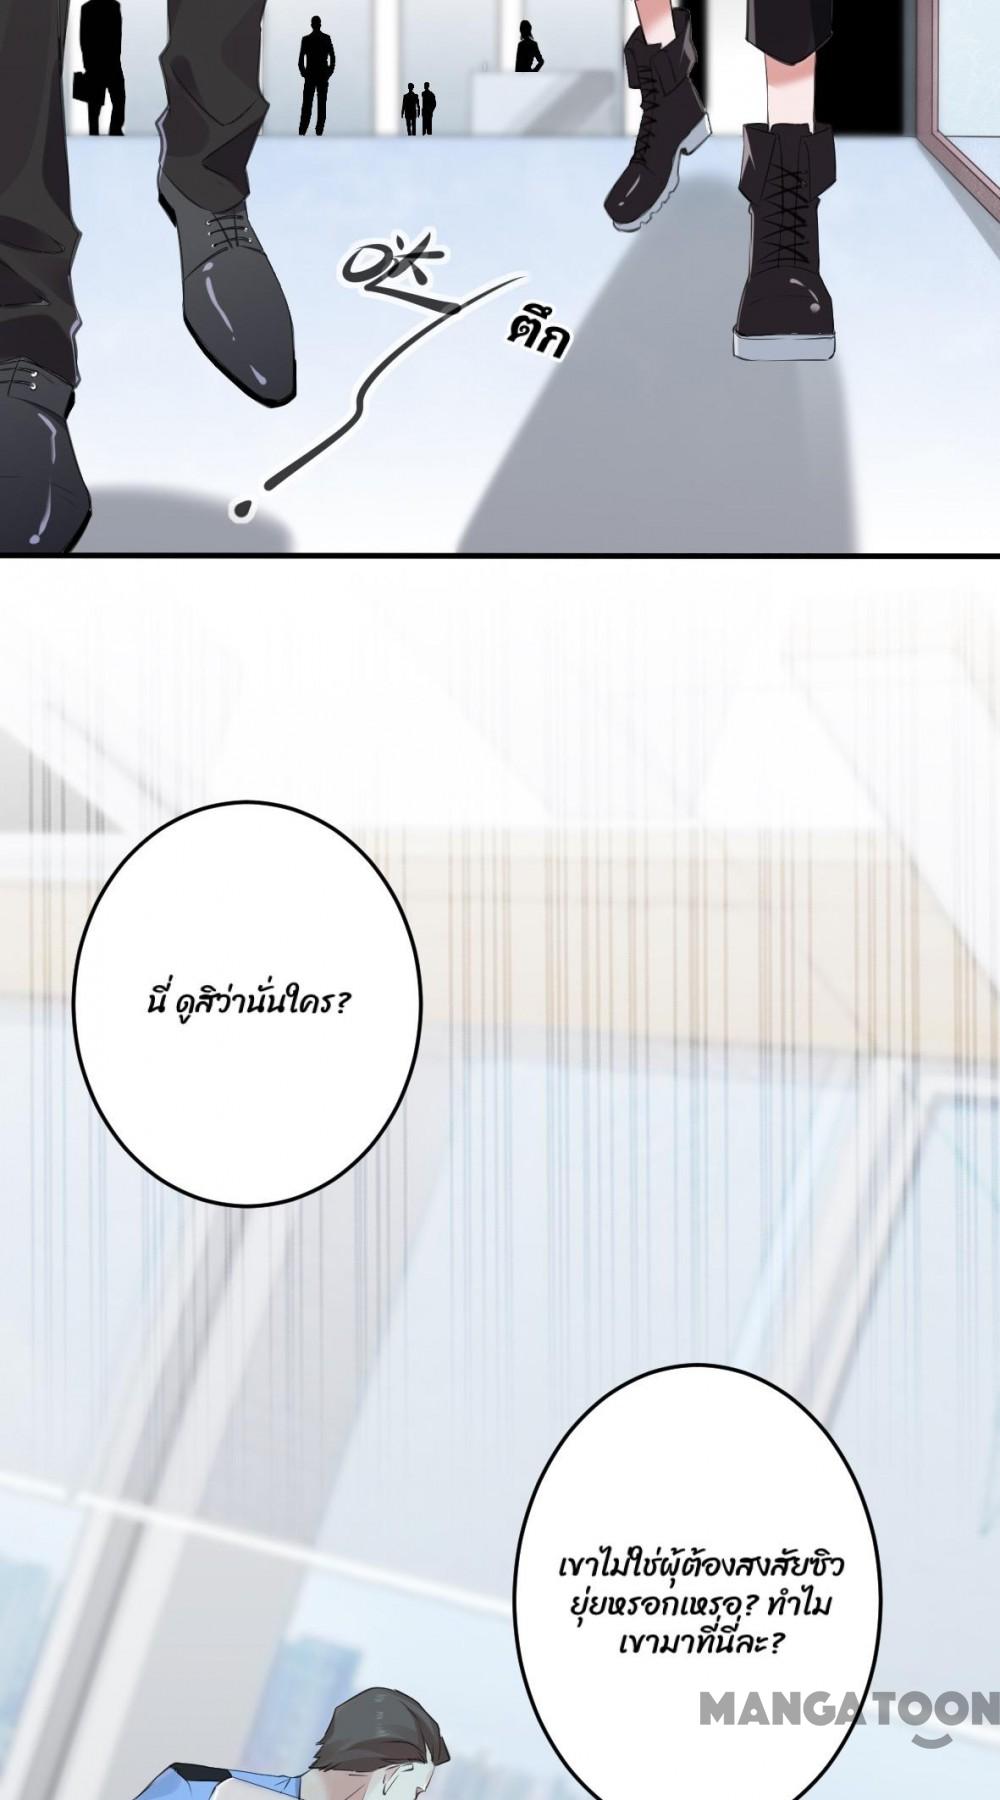 ตึก
นี่ ดูสิว่านั่นใคร?
เขาไม่ใช่ผู้ต้องสงสัยซิว
ยุ่ยหรอกเหรอ? ทำไม
เขามาที่นี่ละ?
MANGATOON